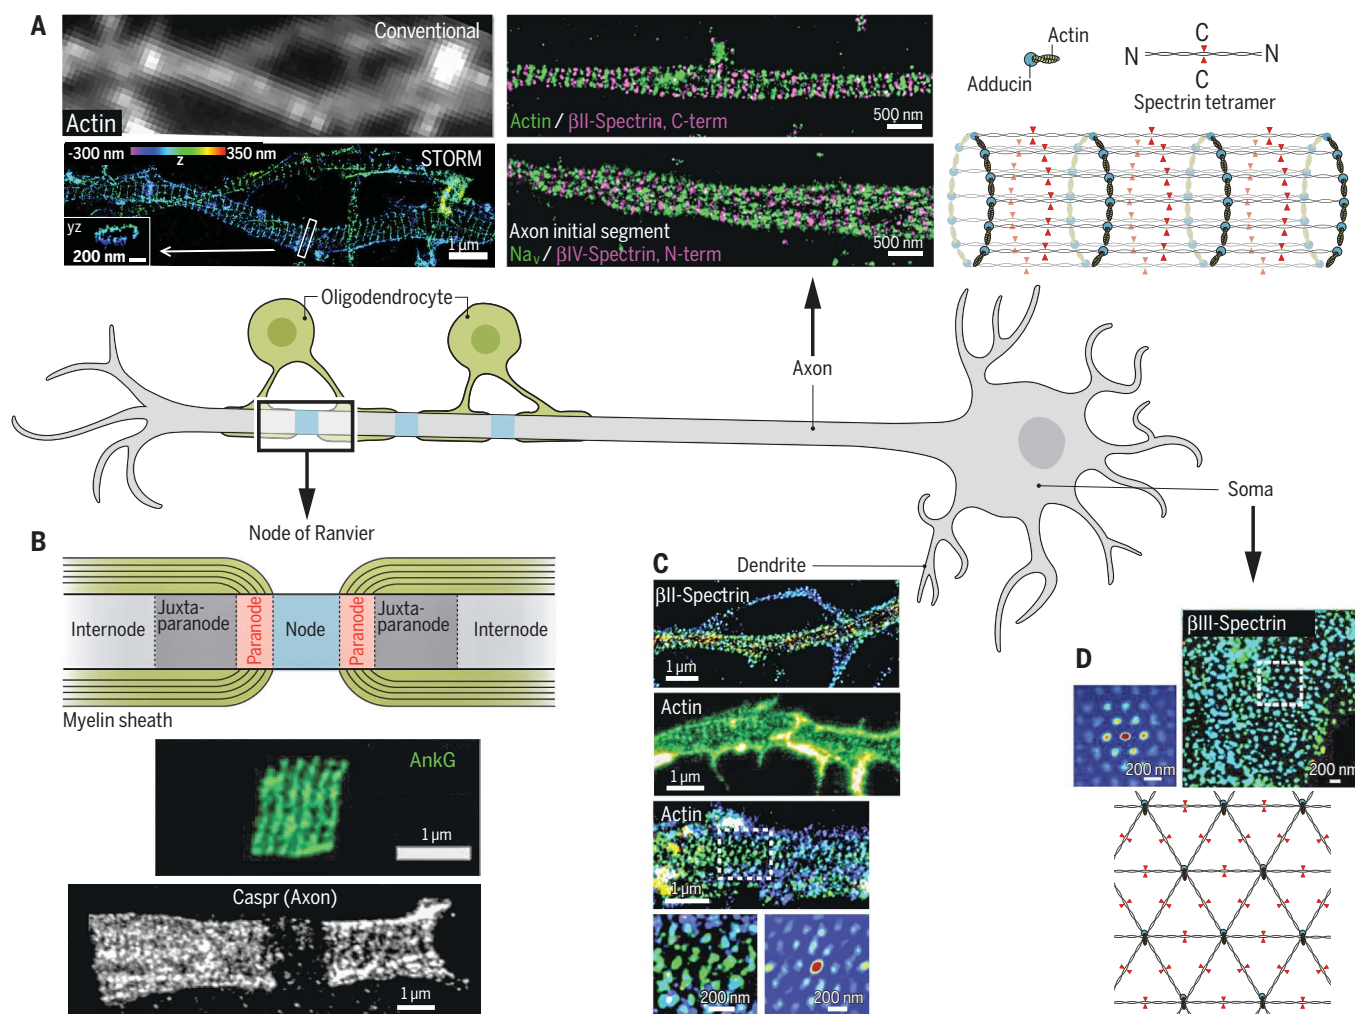 A
Conventional
Actin
-300 nm
z
350 nm
STORM
yz
200 nm
1 µm
Actin / βII-Spectrin, C-term
500 nm
Axon initial segment
Naᵥ / βIV-Spectrin, N-term
500 nm
Actin
Adducin
N
C
N
C
Spectrin tetramer
Oligodendrocyte
Axon
Soma
Dendrite
Node of Ranvier
B
Internode
Juxta-
paranode
Paranode
Node
Paranode
Juxta-
paranode
Internode
Myelin sheath
AnkG
1 µm
Caspr (Axon)
1 µm
C
βII-Spectrin
1 µm
Actin
1 µm
Actin
1 µm
200 nm
200 nm
D
βIII-Spectrin
200 nm
200 nm